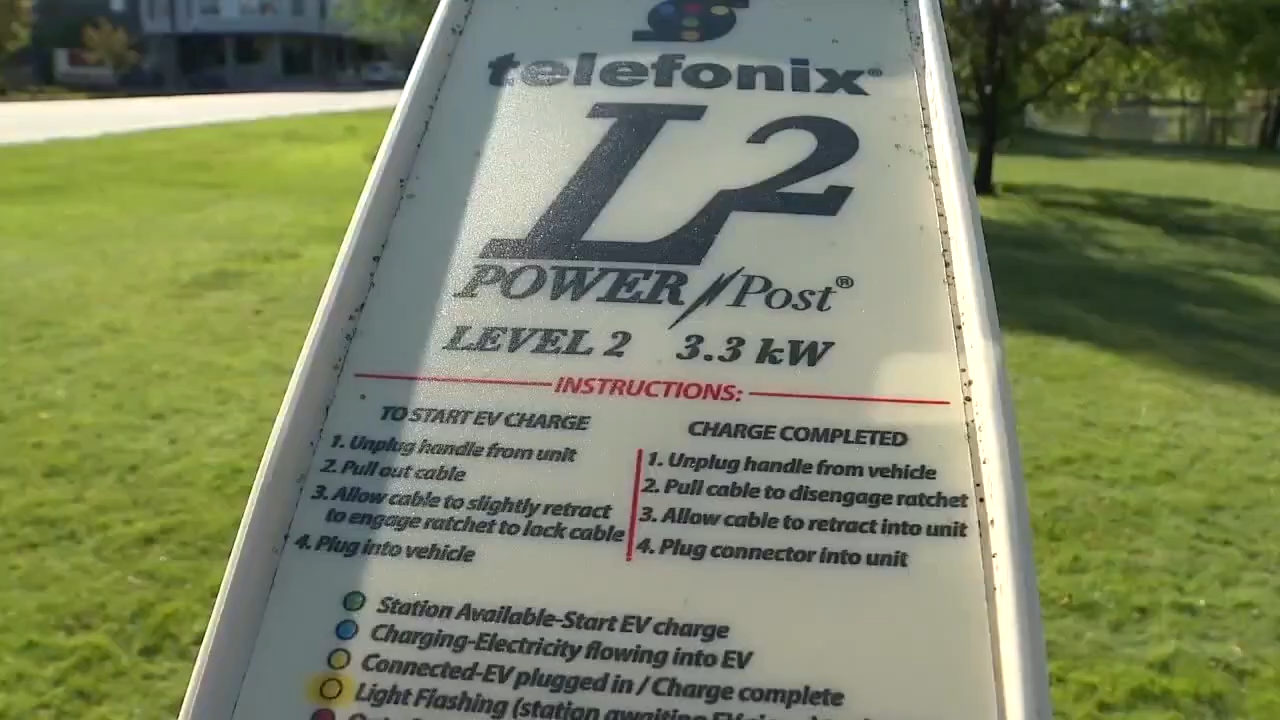 telefonix®
L2
POWER Post®
LEVEL 2 3.3 kW
INSTRUCTIONS:
TO START EV CHARGE
1. Unplug handle from unit
2. Pull out cable
3. Allow cable to slightly retract
to engage ratchet to lock cable
4. Plug into vehicle
CHARGE COMPLETED
1. Unplug handle from vehicle
2. Pull cable to disengage ratchet
3. Allow cable to retract into unit
4. Plug connector into unit
Station Available-Start EV charge
Charging-Electricity flowing into EV
Connected-EV plugged in / Charge complete
Light Flashing (station awaiting EV